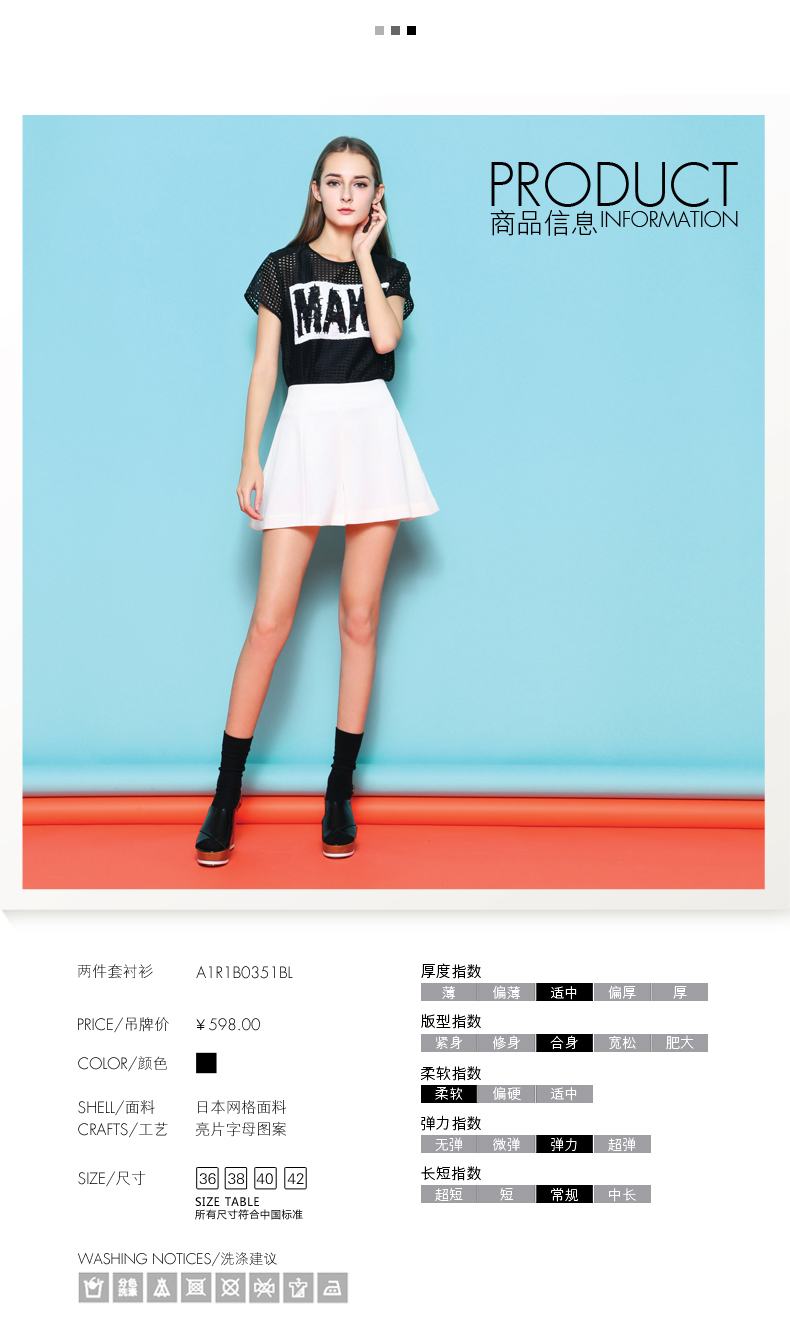 PRODUCT
商品信息 INFORMATION
MAK
两件套衬衫 A1R1B0351BL
PRICE/吊牌价 ¥598.00
COLOR/颜色
SHELL/面料 日本网格面料
CRAFTS/工艺 亮片字母图案
SIZE/尺寸 36 38 40 42
SIZE TABLE
所有尺寸符合中国标准
WASHING NOTICES/洗涤建议
分色
洗涤
厚度指数
薄 偏薄 适中 偏厚 厚
版型指数
紧身 修身 合身 宽松 肥大
柔软指数
柔软 偏硬 适中
弹力指数
无弹 微弹 弹力 超弹
长短指数
超短 短 常规 中长